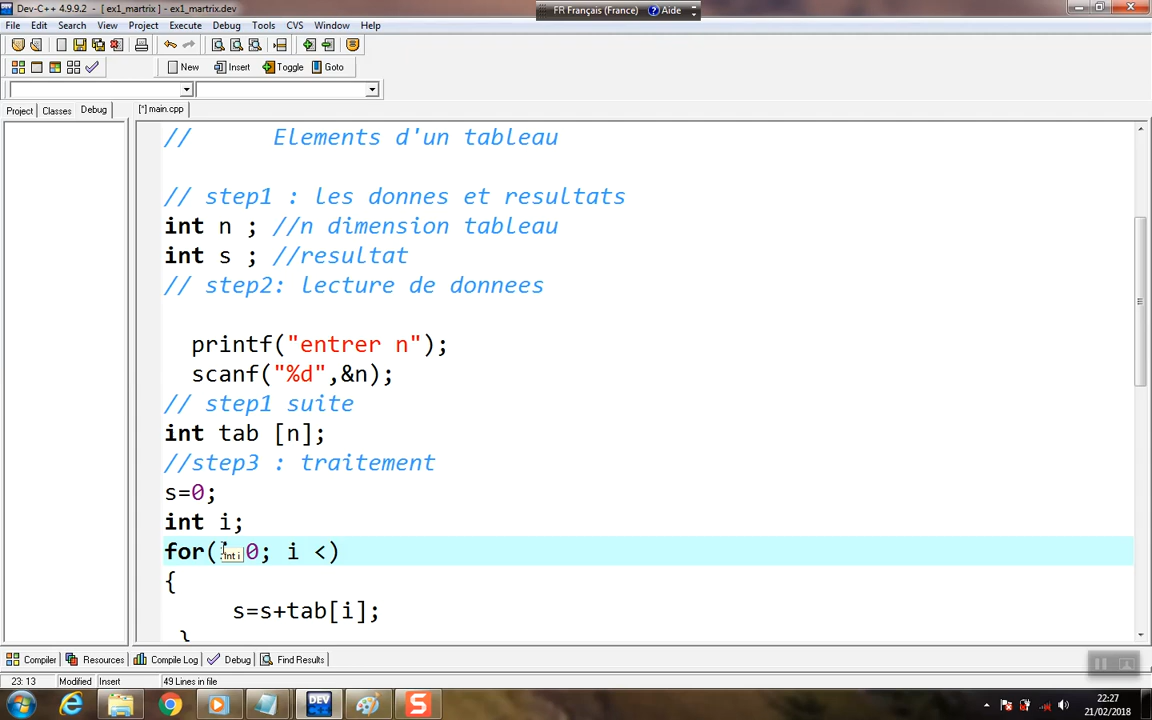 Dev-C++ 4.9.9.2 - [ ex1_martrix ] - ex1_martrix.dev
FR Français (France) Aide
File Edit Search View Project Execute Debug Tools CVS Window Help
New Insert Toggle Goto
Project Classes Debug [*] main.cpp
// Elements d'un tableau
// step1 : les donnes et resultats
int n ; //n dimension tableau
int s ; //resultat
// step2: lecture de donnees
printf("entrer n");
scanf("%d",&n);
// step1 suite
int tab [n];
//step3 : traitement
s=0;
int i;
for( 0; i <)
int i
{
s=s+tab[i];
}
Compiler Resources Compile Log Debug Find Results
23: 13 Modified Insert 49 Lines in file
DEV
S
22:27
21/02/2018